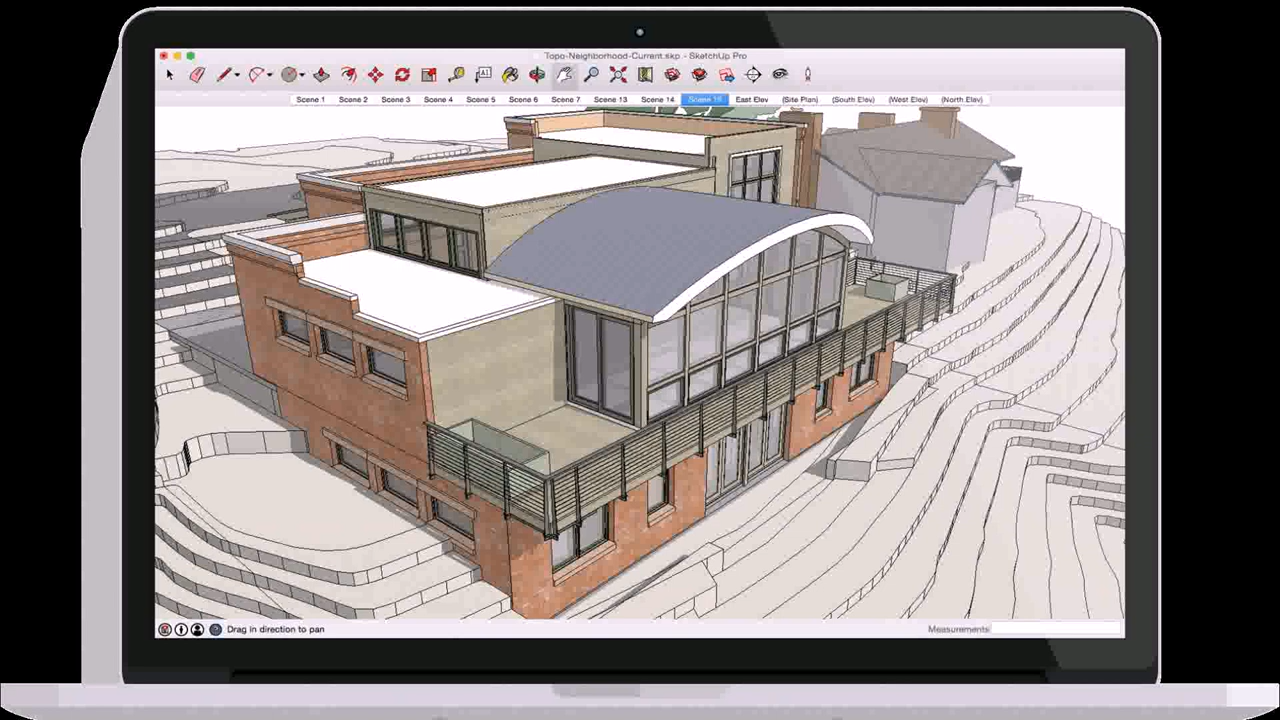 Topo-Neighborhood-Current.skp - SketchUp Pro
A1
Scene 1 Scene 2 Scene 3 Scene 4 Scene 5 Scene 6 Scene 7 Scene 13 Scene 14 Scene 15 East Elev (Site Plan) (South Elev) (West Elev) (North Elev)
Drag in direction to pan
Measurements